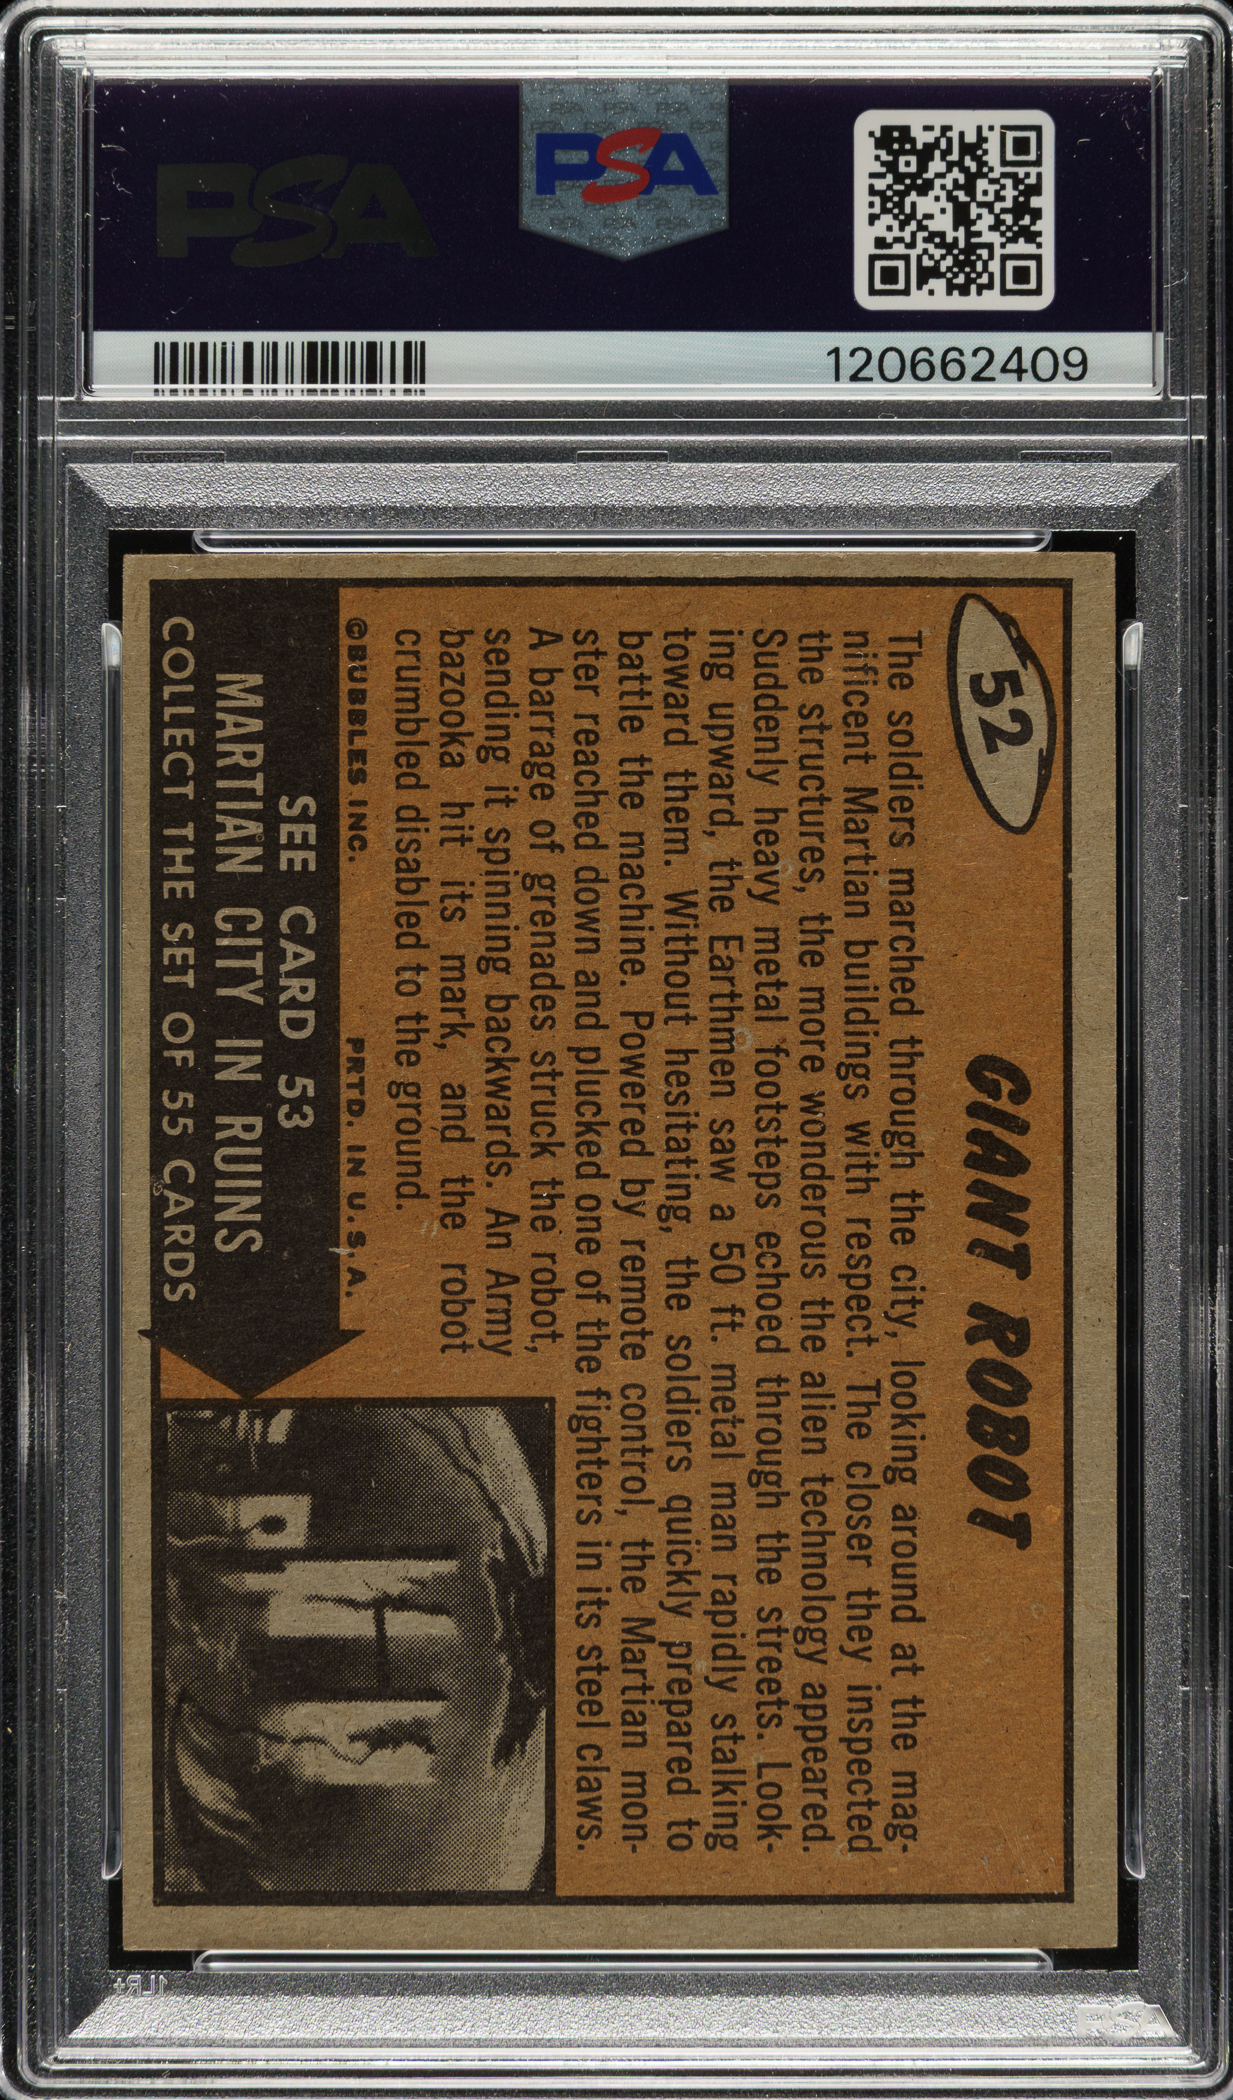 PSA
PSA
120662409
52
GIANT ROBOT
The soldiers marched through the city, looking around at the mag-
nificent Martian buildings with respect. The closer they inspected
the structures, the more wonderous the alien technology appeared.
Suddenly heavy metal footsteps echoed through the streets. Look-
ing upward, the Earthmen saw a 50 ft. metal man rapidly stalking
toward them. Without hesitating, the soldiers quickly prepared to
battle the machine. Powered by remote control, the Martian mon-
ster reached down and plucked one of the fighters in its steel claws.
A barrage of grenades struck the robot,
sending it spinning backwards. An Army
bazooka hit its mark, and the robot
crumbled disabled to the ground.
©BUBBLES INC. PRTD. IN U.S.A.
SEE CARD 53
MARTIAN CITY IN RUINS
COLLECT THE SET OF 55 CARDS
1LR+